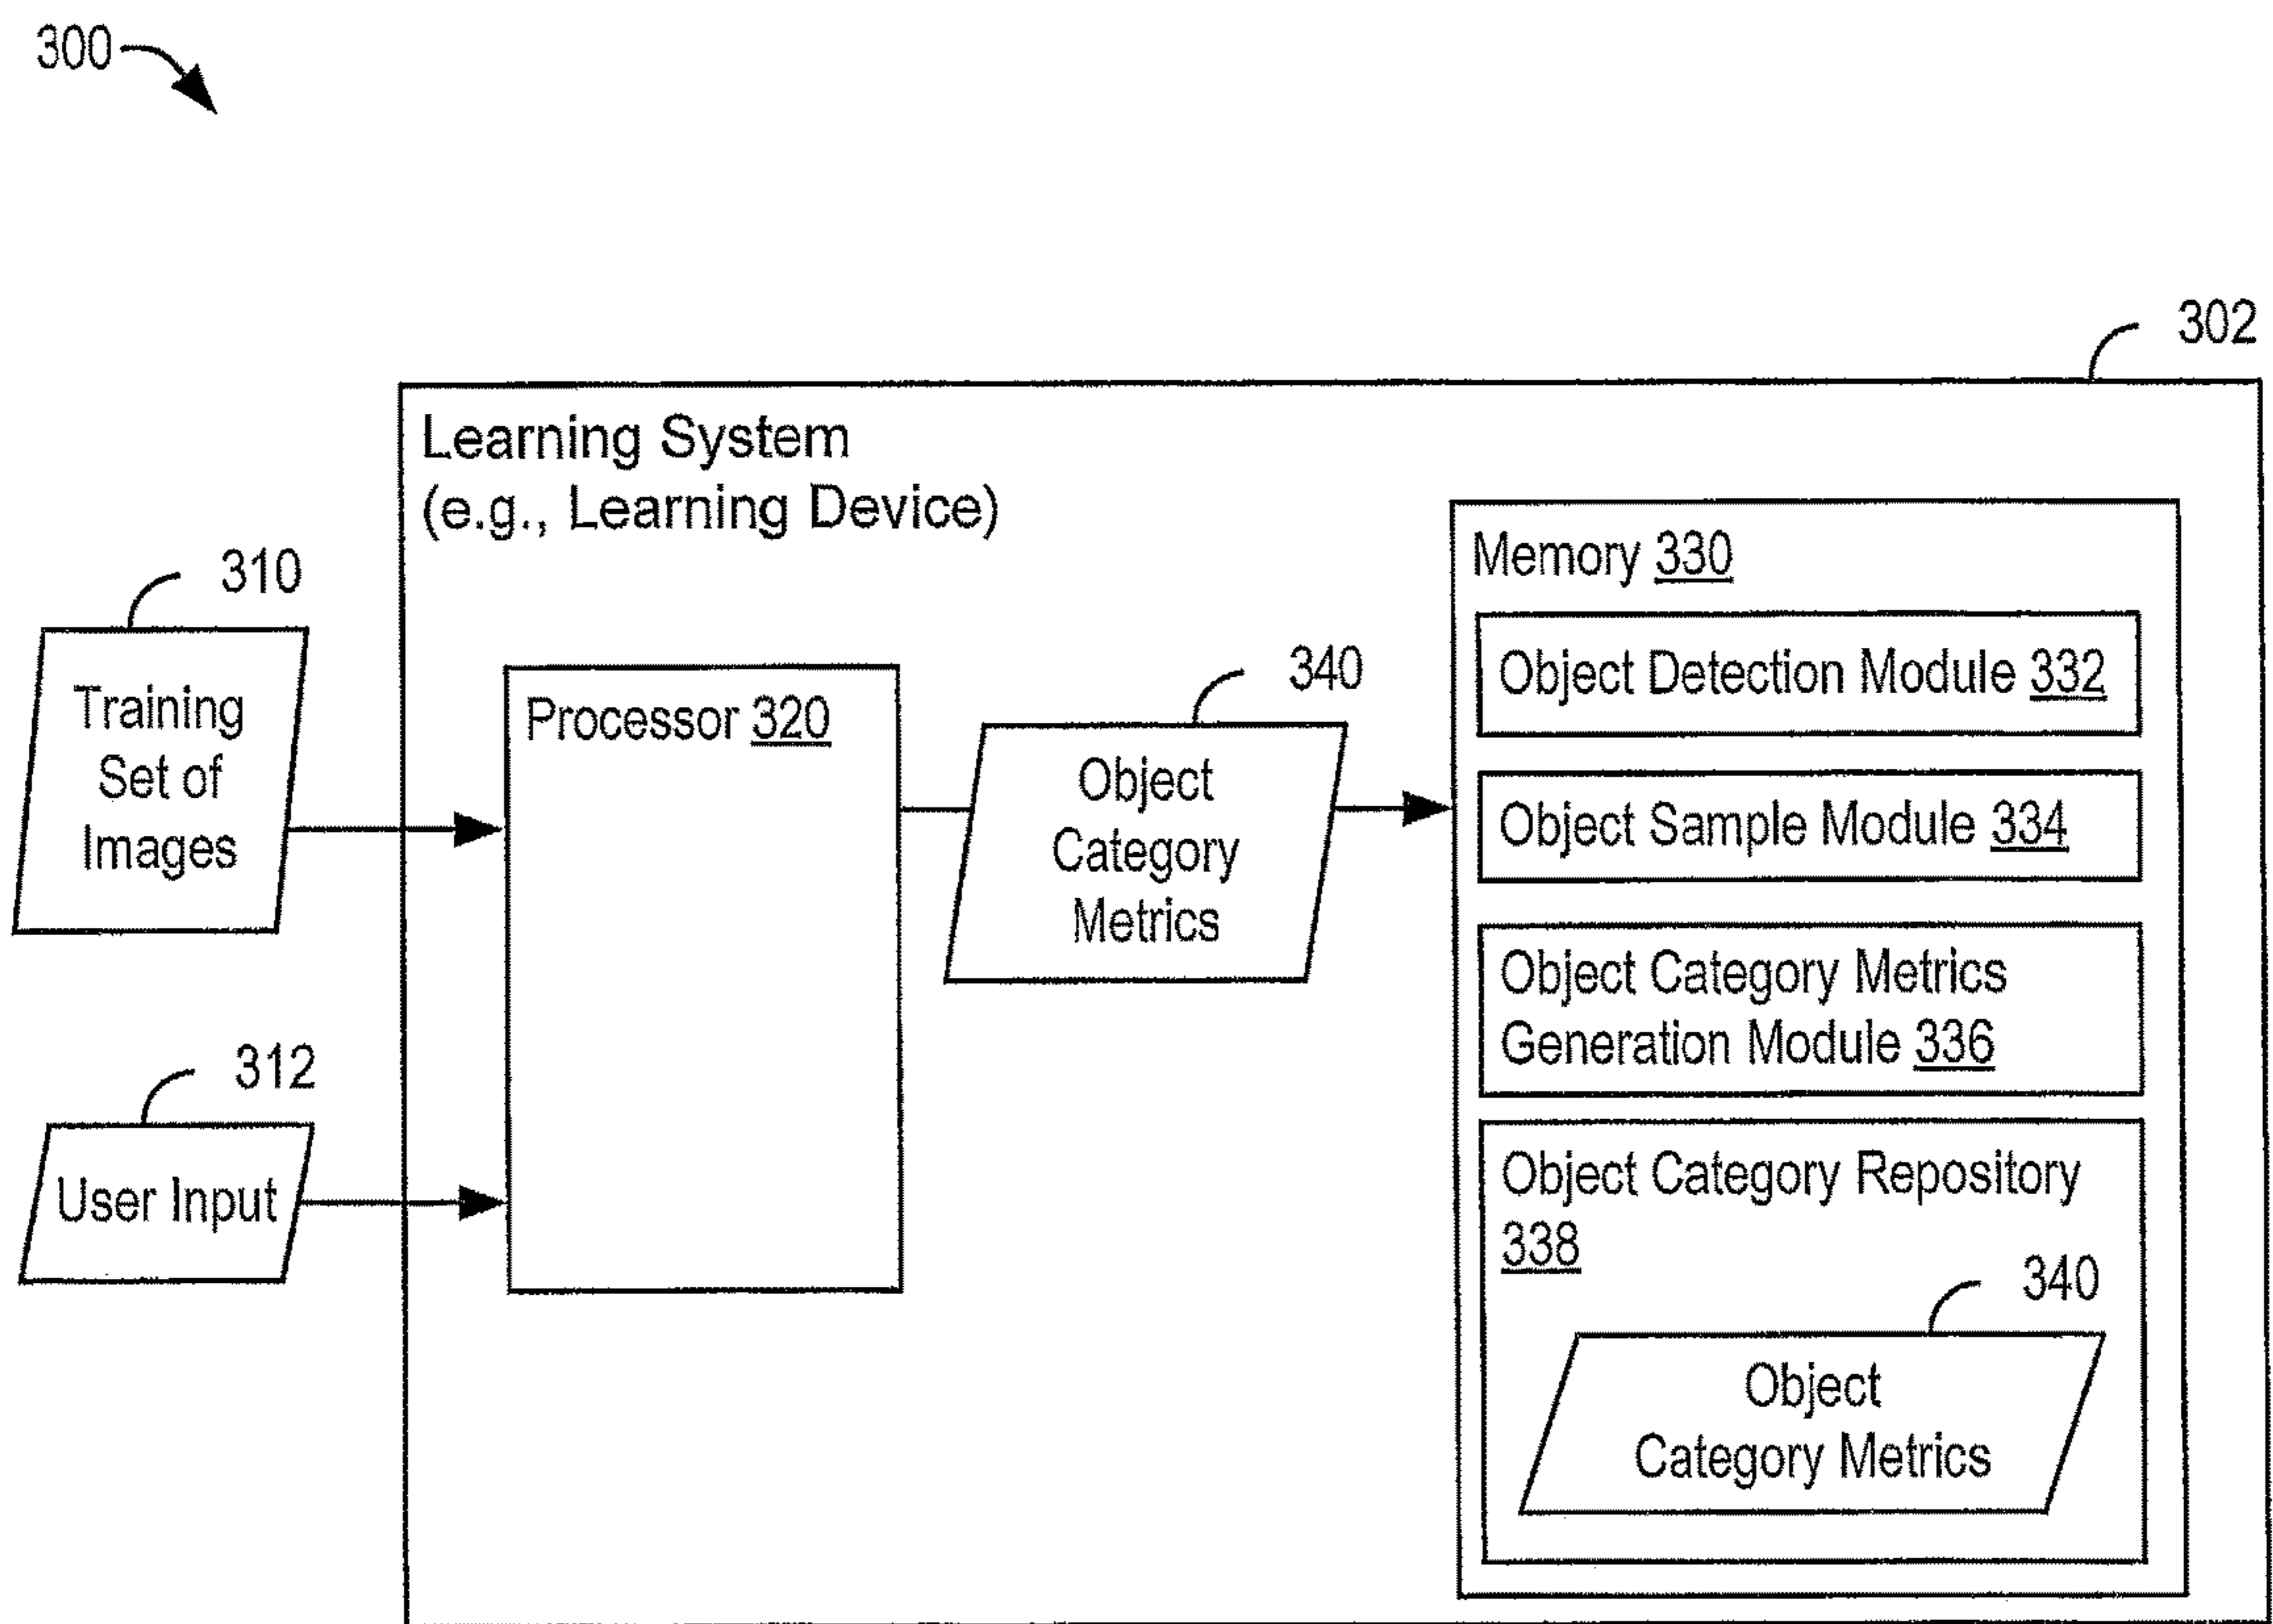 300
302
Learning System
(e.g., Learning Device)
310
Training
Set of
Images
312
User Input
Processor 320
340
Object
Category
Metrics
Memory 330
Object Detection Module 332
Object Sample Module 334
Object Category Metrics
Generation Module 336
Object Category Repository
338
340
Object
Category Metrics